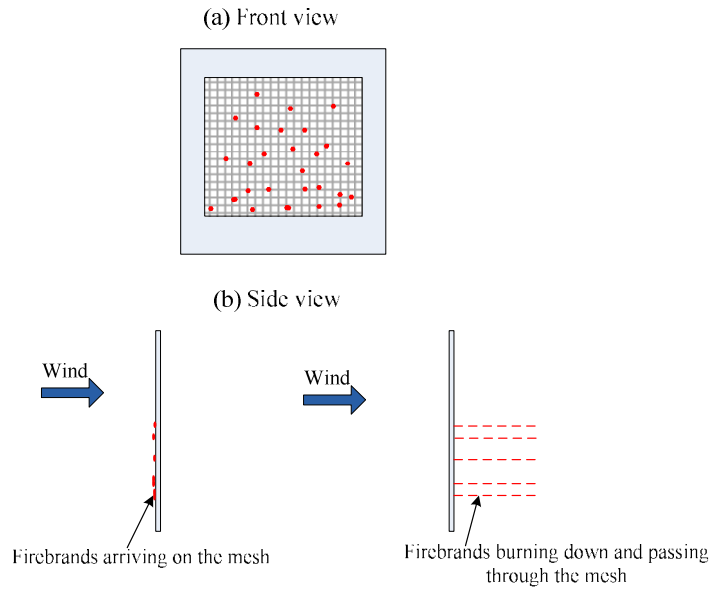 (a) Front view
(b) Side view
Wind
Wind
Firebrands arriving on the mesh
Firebrands burning down and passing
through the mesh